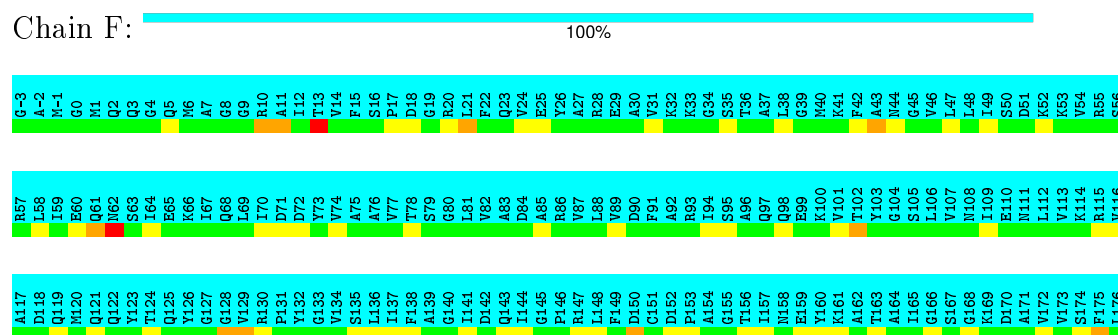 Chain F:
100%
G-3 A-2 M-1 G0 M1 Q2 Q3 G4 Q5 M6 A7 G8 G9 R10 A11 I12 T13 V14 F15 S16 P17 D18 G19 R20 L21 F22 Q23 V24 E25 Y26 A27 R28 E29 A30 V31 K32 K33 G34 S35 T36 A37 L38 G39 M40 K41 F42 A43 N44 G45 V46 L47 L48 I49 S50 D51 K52 K53 V54 R55 S56
R57 L58 I59 E60 Q61 N62 S63 I64 E65 K66 I67 Q68 L69 I70 D71 D72 Y73 V74 A75 A76 V77 T78 S79 G80 L81 V82 A83 D84 A85 R86 V87 L88 V89 D90 F91 A92 R93 I94 S95 A96 Q97 Q98 E99 K100 V101 T102 Y103 G104 S105 L106 V107 N108 I109 E110 N111 L112 V113 K114 R115
A117 D118 Q119 M120 Q121 Q122 Y123 T124 Q125 Y126 G127 G128 V129 R130 P131 Y132 G133 V134 S135 L136 I137 F138 A139 G140 I141 D142 Q143 I144 G145 P146 R147 L148 F149 D150 C151 D152 P153 A154 G155 T156 I157 N158 E159 Y160 K161 A162 T163 A164 I165 G166 S167 G168 K169 D170 A171 V172 V173 S174 F175